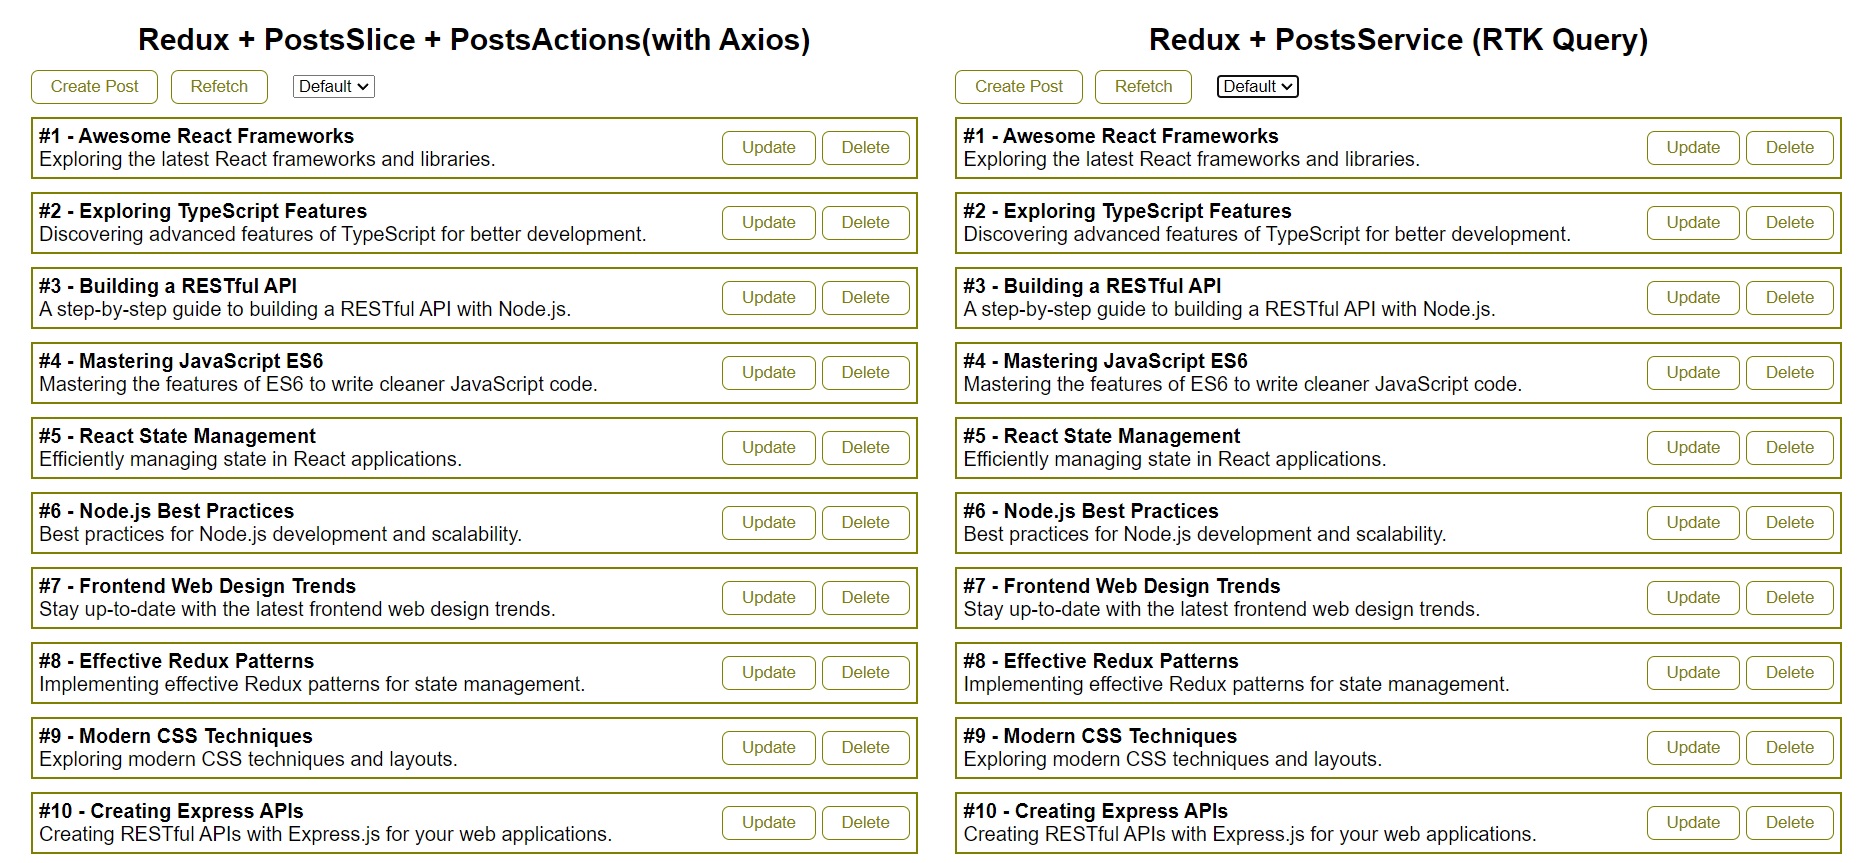 Redux + PostsSlice + PostsActions(with Axios)
Create Post Refetch Default
#1 - Awesome React Frameworks
Exploring the latest React frameworks and libraries.
Update Delete
#2 - Exploring TypeScript Features
Discovering advanced features of TypeScript for better development.
Update Delete
#3 - Building a RESTful API
A step-by-step guide to building a RESTful API with Node.js.
Update Delete
#4 - Mastering JavaScript ES6
Mastering the features of ES6 to write cleaner JavaScript code.
Update Delete
#5 - React State Management
Efficiently managing state in React applications.
Update Delete
#6 - Node.js Best Practices
Best practices for Node.js development and scalability.
Update Delete
#7 - Frontend Web Design Trends
Stay up-to-date with the latest frontend web design trends.
Update Delete
#8 - Effective Redux Patterns
Implementing effective Redux patterns for state management.
Update Delete
#9 - Modern CSS Techniques
Exploring modern CSS techniques and layouts.
Update Delete
#10 - Creating Express APIs
Creating RESTful APIs with Express.js for your web applications.
Update Delete
Redux + PostsService (RTK Query)
Create Post Refetch Default
#1 - Awesome React Frameworks
Exploring the latest React frameworks and libraries.
Update Delete
#2 - Exploring TypeScript Features
Discovering advanced features of TypeScript for better development.
Update Delete
#3 - Building a RESTful API
A step-by-step guide to building a RESTful API with Node.js.
Update Delete
#4 - Mastering JavaScript ES6
Mastering the features of ES6 to write cleaner JavaScript code.
Update Delete
#5 - React State Management
Efficiently managing state in React applications.
Update Delete
#6 - Node.js Best Practices
Best practices for Node.js development and scalability.
Update Delete
#7 - Frontend Web Design Trends
Stay up-to-date with the latest frontend web design trends.
Update Delete
#8 - Effective Redux Patterns
Implementing effective Redux patterns for state management.
Update Delete
#9 - Modern CSS Techniques
Exploring modern CSS techniques and layouts.
Update Delete
#10 - Creating Express APIs
Creating RESTful APIs with Express.js for your web applications.
Update Delete